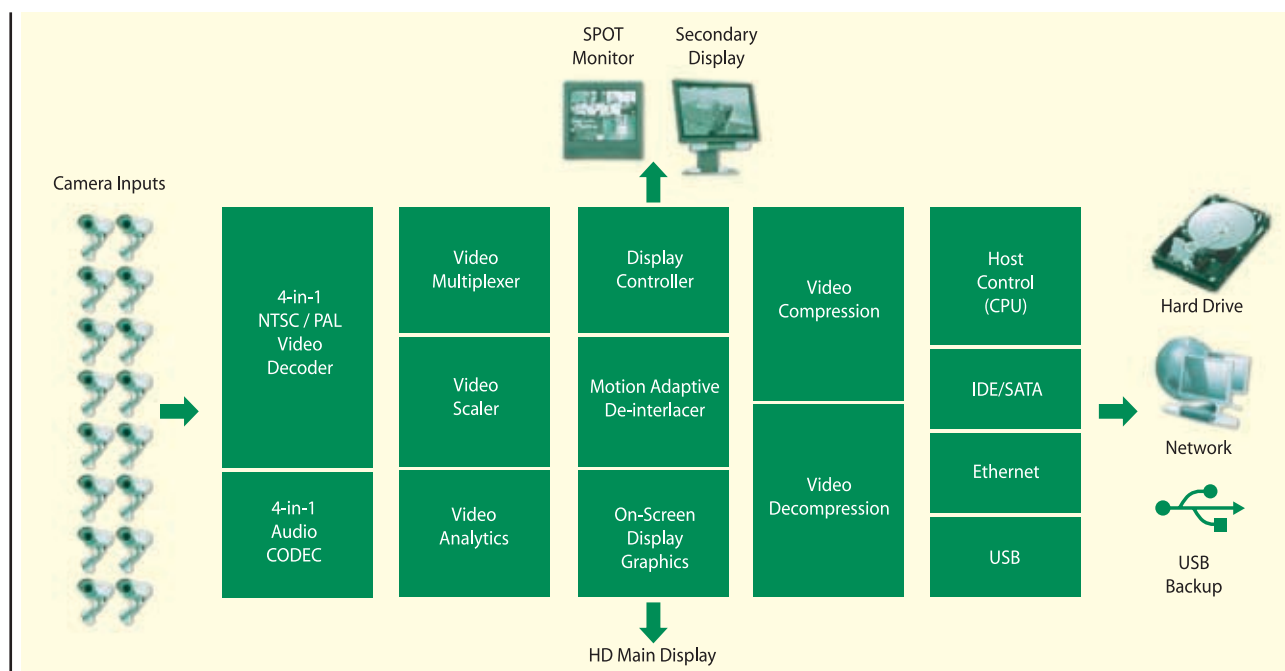 SPOT
Monitor
Secondary
Display
Camera Inputs
4-in-1
NTSC / PAL
Video
Decoder
4-in-1
Audio
CODEC
Video
Multiplexer
Video
Scaler
Video
Analytics
Display
Controller
Motion Adaptive
De-interlacer
On-Screen
Display
Graphics
Video
Compression
Video
Decompression
Host
Control
(CPU)
IDE/SATA
Ethernet
USB
Hard Drive
Network
USB
Backup
HD Main Display